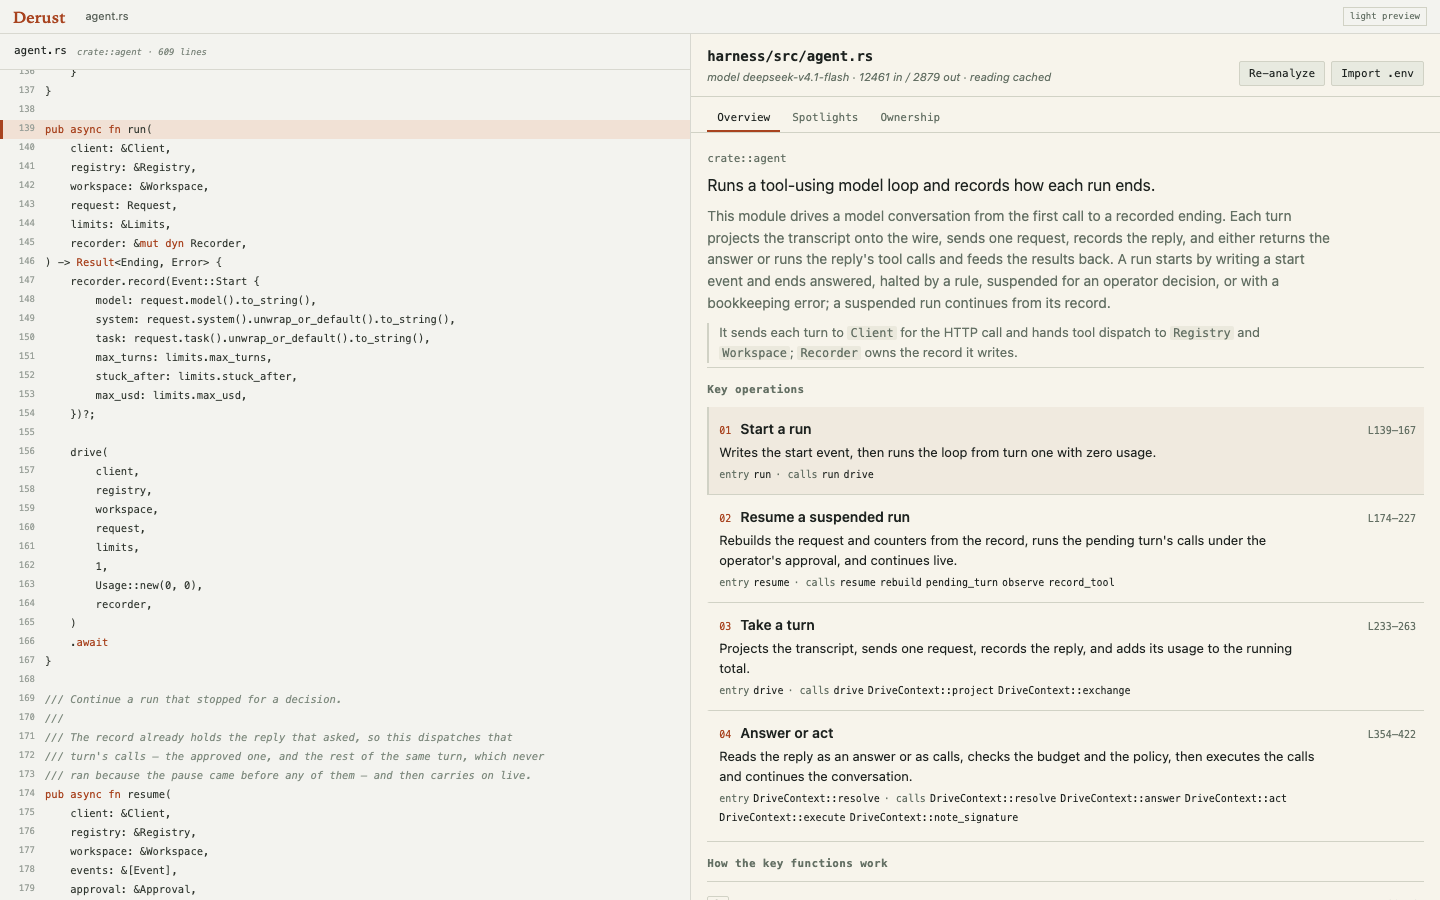 Derust agent.rs light preview
agent.rs crate::agent · 609 lines
136 }
137 }
138
139 pub async fn run(
140 client: &Client,
141 registry: &Registry,
142 workspace: &Workspace,
143 request: Request,
144 limits: &Limits,
145 recorder: &mut dyn Recorder,
146 ) —> Result<Ending, Error> {
147 recorder.record(Event::Start {
148 model: request.model().to_string(),
149 system: request.system().unwrap_or_default().to_string(),
150 task: request.task().unwrap_or_default().to_string(),
151 max_turns: limits.max_turns,
152 stuck_after: limits.stuck_after,
153 max_usd: limits.max_usd,
154 })?;
155
156 drive(
157 client,
158 registry,
159 workspace,
160 request,
161 limits,
162 1,
163 Usage::new(0, 0),
164 recorder,
165 )
166 .await
167 }
168
169 /// Continue a run that stopped for a decision.
170 ///
171 /// The record already holds the reply that asked, so this dispatches that
172 /// turn's calls — the approved one, and the rest of the same turn, which never
173 /// ran because the pause came before any of them — and then carries on live.
174 pub async fn resume(
175 client: &Client,
176 registry: &Registry,
177 workspace: &Workspace,
178 events: &[Event],
179 approval: &Approval,
harness/src/agent.rs
model deepseek-v4.1-flash · 12461 in / 2879 out · reading cached
Re-analyze Import .env
Overview Spotlights Ownership
crate::agent
Runs a tool-using model loop and records how each run ends.
This module drives a model conversation from the first call to a recorded ending. Each turn
projects the transcript onto the wire, sends one request, records the reply, and either returns the
answer or runs the reply's tool calls and feeds the results back. A run starts by writing a start
event and ends answered, halted by a rule, suspended for an operator decision, or with a
bookkeeping error; a suspended run continues from its record.
It sends each turn to Client for the HTTP call and hands tool dispatch to Registry and
Workspace; Recorder owns the record it writes.
Key operations
01 Start a run L139—167
Writes the start event, then runs the loop from turn one with zero usage.
entry run · calls run drive
02 Resume a suspended run L174—227
Rebuilds the request and counters from the record, runs the pending turn's calls under the
operator's approval, and continues live.
entry resume · calls resume rebuild pending_turn observe record_tool
03 Take a turn L233—263
Projects the transcript, sends one request, records the reply, and adds its usage to the running
total.
entry drive · calls drive DriveContext::project DriveContext::exchange
04 Answer or act L354—422
Reads the reply as an answer or as calls, checks the budget and the policy, then executes the calls
and continues the conversation.
entry DriveContext::resolve · calls DriveContext::resolve DriveContext::answer DriveContext::act
DriveContext::execute DriveContext::note_signature
How the key functions work